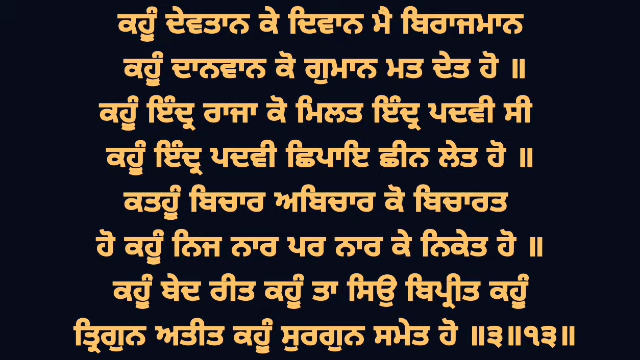 ਕਹੂੰ ਦੇਵਤਾਨ ਕੇ ਦਿਵਾਨ ਮੈ ਬਿਰਾਜਮਾਨ
ਕਹੂੰ ਦਾਨਵਾਨ ਕੋ ਗੁਮਾਨ ਮਤ ਦੇਤ ਹੋ ॥
ਕਹੂੰ ਇੰਦ੍ਰ ਰਾਜਾ ਕੋ ਮਿਲਤ ਇੰਦ੍ਰ ਪਦਵੀ ਸੀ
ਕਹੂੰ ਇੰਦ੍ਰ ਪਦਵੀ ਛਿਪਾਇ ਛੀਨ ਲੇਤ ਹੋ ॥
ਕਤਹੂੰ ਬਿਚਾਰ ਅਬਿਚਾਰ ਕੋ ਬਿਚਾਰਤ
ਹੋ ਕਹੂੰ ਨਿਜ ਨਾਰ ਪਰ ਨਾਰ ਕੇ ਨਿਕੇਤ ਹੋ ॥
ਕਹੂੰ ਬੇਦ ਰੀਤ ਕਹੂੰ ਤਾ ਸਿਉ ਬਿਪ੍ਰੀਤ ਕਹੂੰ
ਤ੍ਰਿਗੁਨ ਅਤੀਤ ਕਹੂੰ ਸੁਰਗੁਨ ਸਮੇਤ ਹੋ ॥੩॥੧੩॥